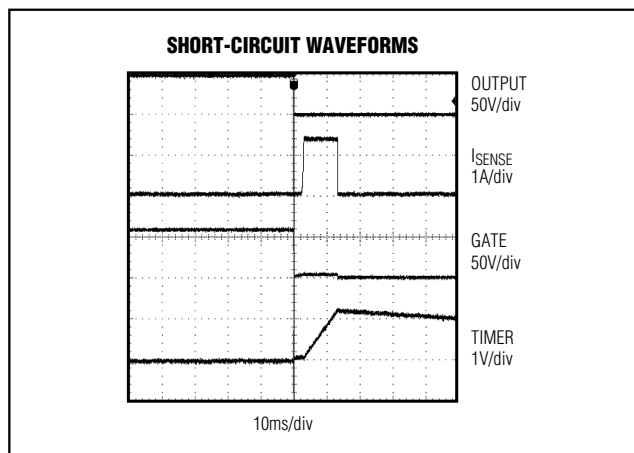 SHORT-CIRCUIT WAVEFORMS
OUTPUT
50V/div
ISENSE
1A/div
GATE
50V/div
TIMER
1V/div
10ms/div